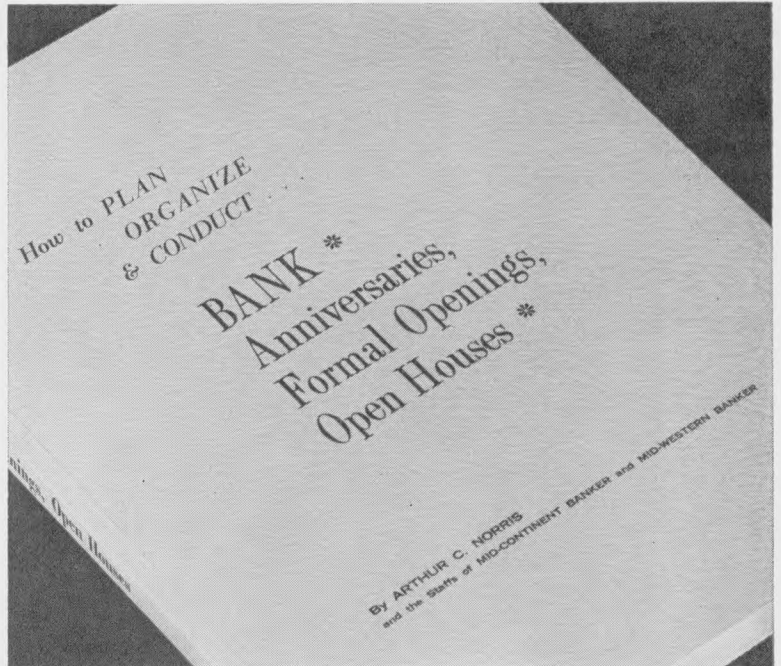 How to PLAN
ORGANIZE
& CONDUCT . . .
BANK *
Anniversaries,
Formal Openings,
Open Houses *
By ARTHUR C. NORRIS
and the Staffs of MID-CONTINENT BANKER and MID-WESTERN BANKER
nings, Open Houses